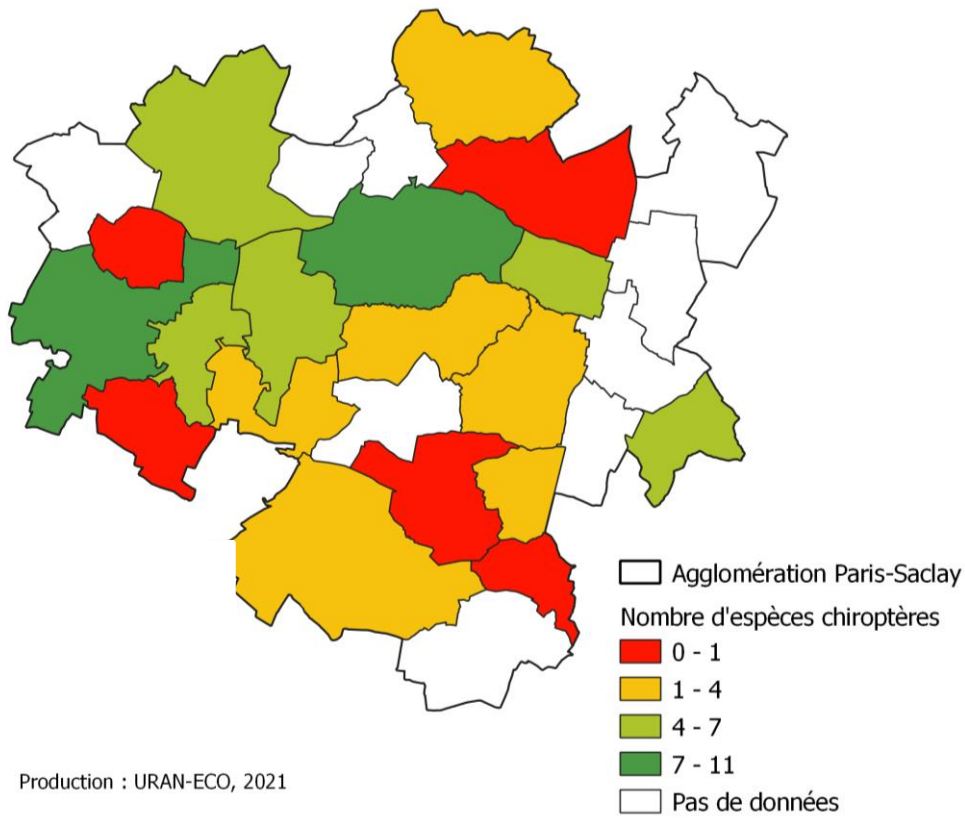 Agglomération Paris-Saclay
Nombre d'espèces chiroptères
0 - 1
1 - 4
4 - 7
7 - 11
Pas de données
Production : URAN-ECO, 2021